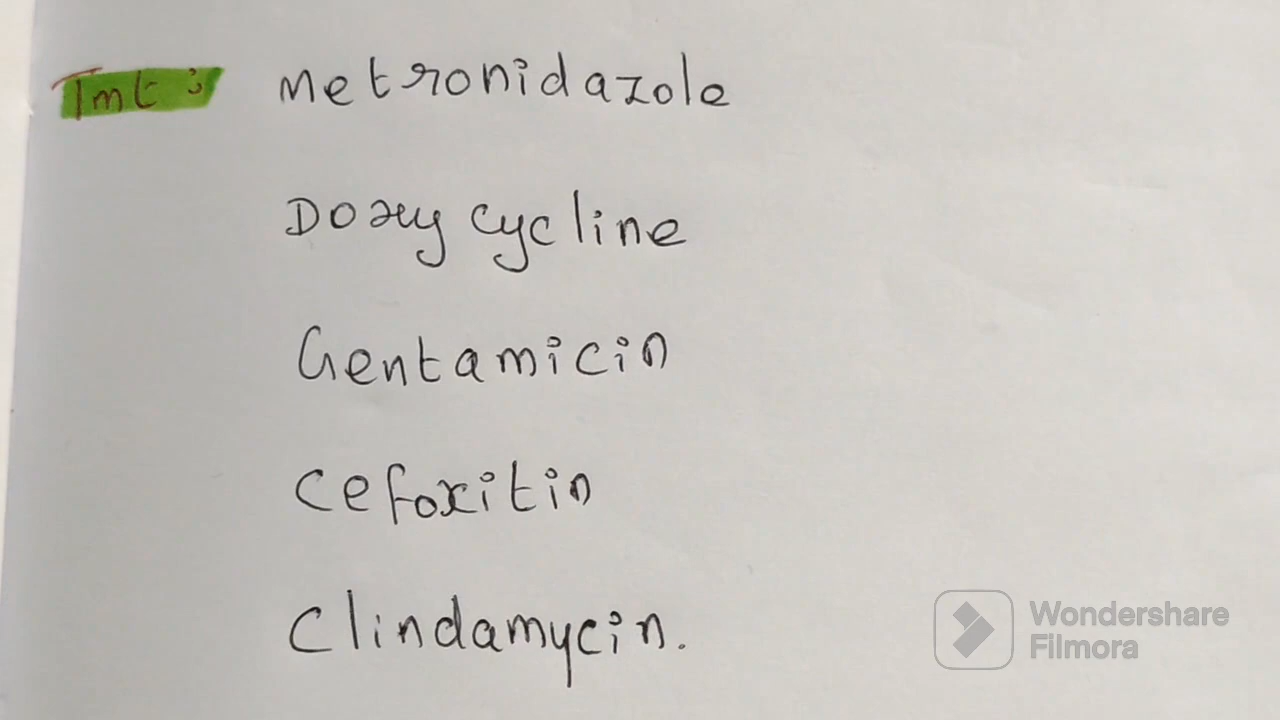 Tmt : Metronidazole
Doxycycline
Gentamicin
Cefoxitin
Clindamycin.
Wondershare
Filmora